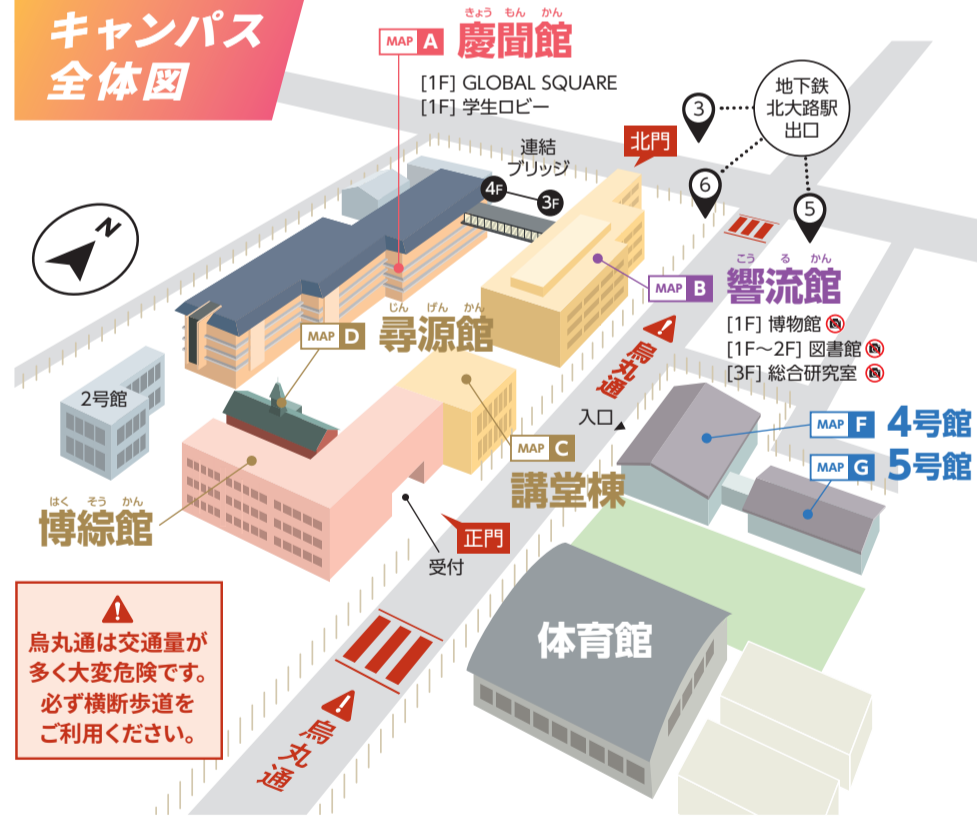 キャンパス
全体図
MAP A
きょう もん かん
慶聞館
[1F] GLOBAL SQUARE
[1F] 学生ロビー
連結
ブリッジ
4F
3F
北門
地下鉄
北大路駅
出口
3
6
5
N
MAP B
こう る かん
響流館
[1F] 博物館
[1F～2F] 図書館
[3F] 総合研究室
MAP D
じん げん かん
尋源館
烏丸通
入口
2号館
MAP F 4号館
MAP G 5号館
MAP C
講堂棟
はく そう かん
博綜館
正門
受付
体育館
烏丸通は交通量が
多く大変危険です。
必ず横断歩道を
ご利用ください。
烏丸通